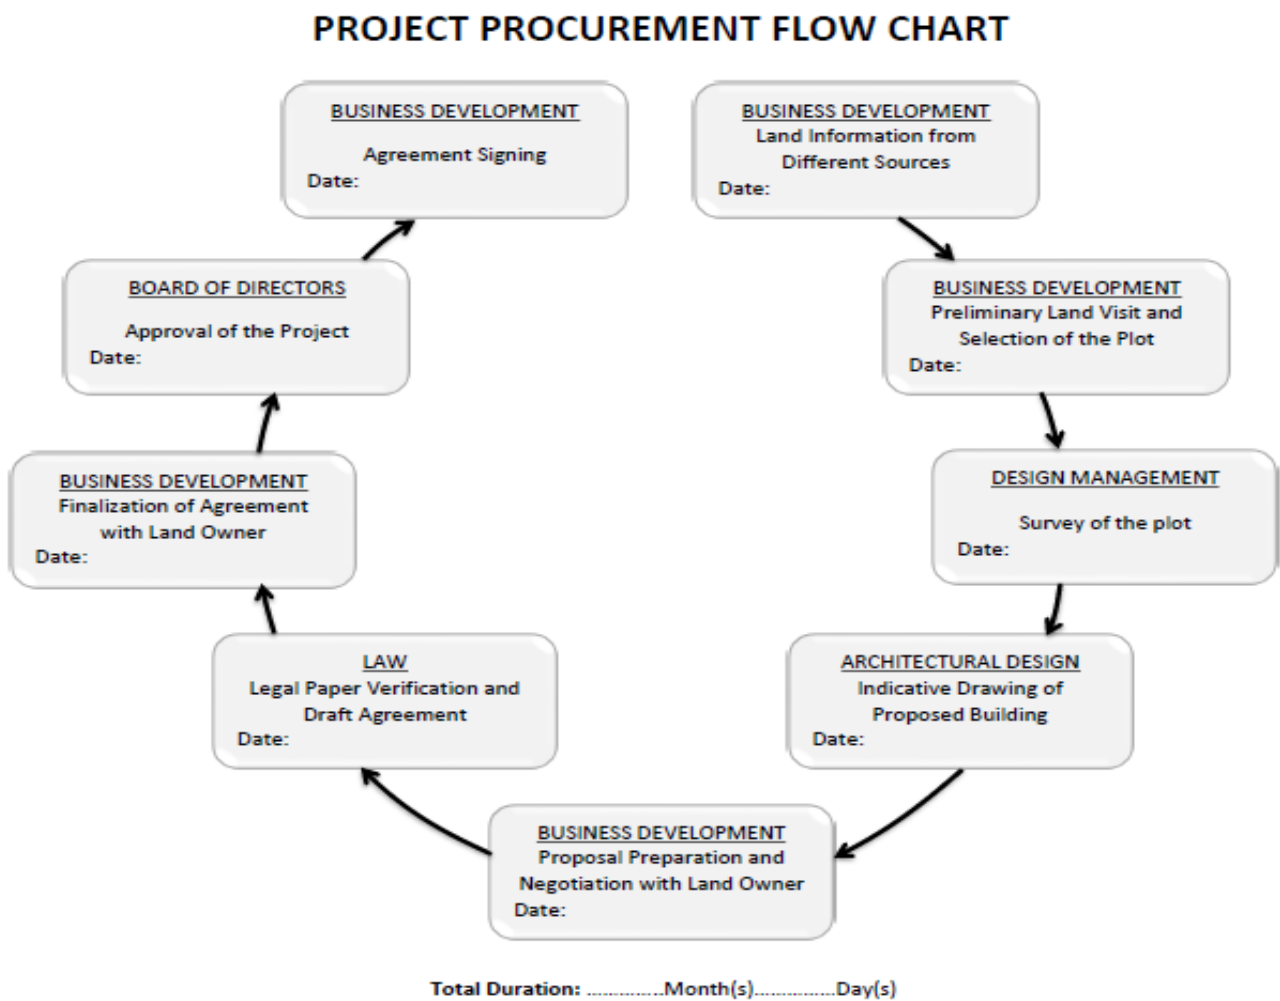 PROJECT PROCUREMENT FLOW CHART
BUSINESS DEVELOPMENT
Agreement Signing
Date:
BUSINESS DEVELOPMENT
Land Information from
Different Sources
Date:
BOARD OF DIRECTORS
Approval of the Project
Date:
BUSINESS DEVELOPMENT
Preliminary Land Visit and
Selection of the Plot
Date:
BUSINESS DEVELOPMENT
Finalization of Agreement
with Land Owner
Date:
DESIGN MANAGEMENT
Survey of the plot
Date:
LAW
Legal Paper Verification and
Draft Agreement
Date:
ARCHITECTURAL DESIGN
Indicative Drawing of
Proposed Building
Date:
BUSINESS DEVELOPMENT
Proposal Preparation and
Negotiation with Land Owner
Date:
Total Duration: ..............Month(s)...............Day(s)